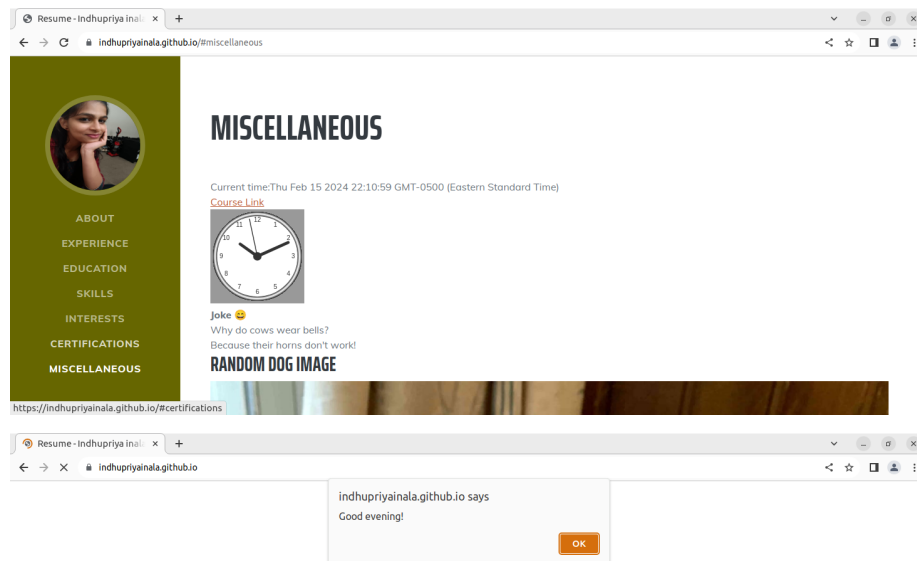 Resume - Indhupriya inala
indhupriyainala.github.io/#miscellaneous
MISCELLANEOUS
Current time:Thu Feb 15 2024 22:10:59 GMT-0500 (Eastern Standard Time)
Course Link
12
11 1
10 2
9 3
8 4
7 5
6
ABOUT
EXPERIENCE
EDUCATION
SKILLS
INTERESTS
CERTIFICATIONS
MISCELLANEOUS
Joke 😄
Why do cows wear bells?
Because their horns don't work!
RANDOM DOG IMAGE
https://indhupriyainala.github.io/#certifications
Resume - Indhupriya inala
indhupriyainala.github.io
indhupriyainala.github.io says
Good evening!
OK